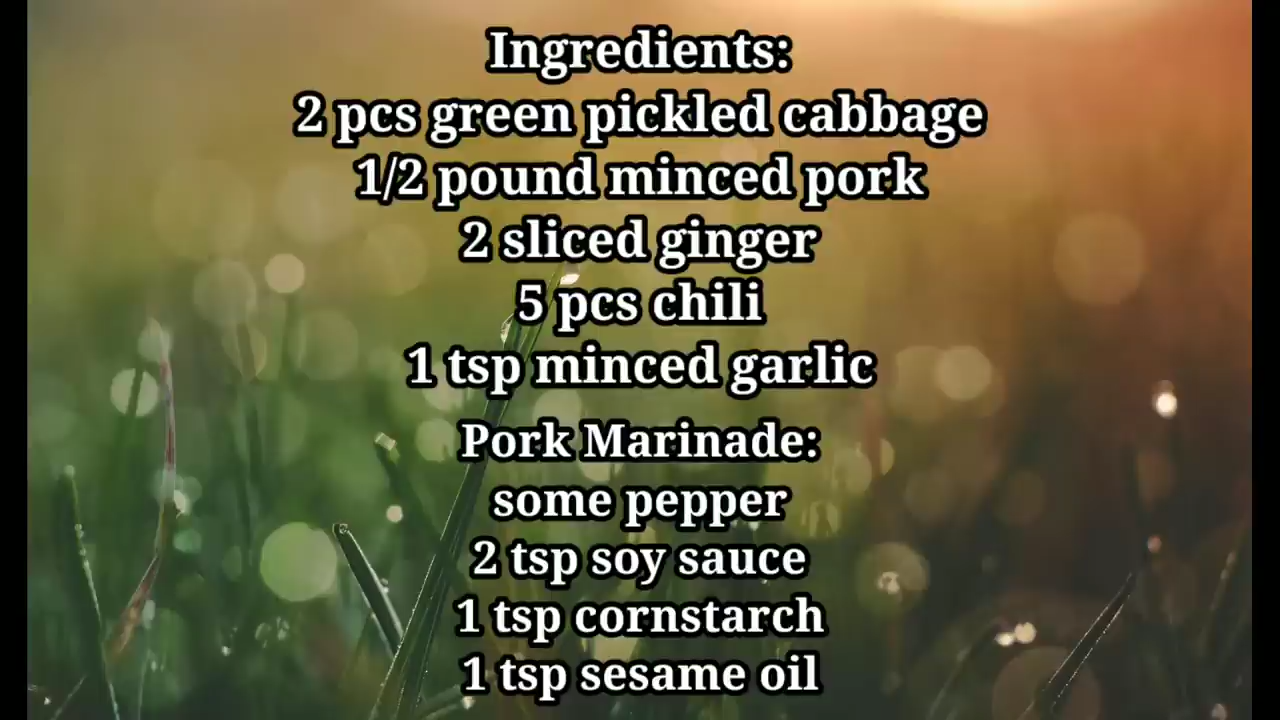 Ingredients:
2 pcs green pickled cabbage
1/2 pound minced pork
2 sliced ginger
5 pcs chili
1 tsp minced garlic
Pork Marinade:
some pepper
2 tsp soy sauce
1 tsp cornstarch
1 tsp sesame oil